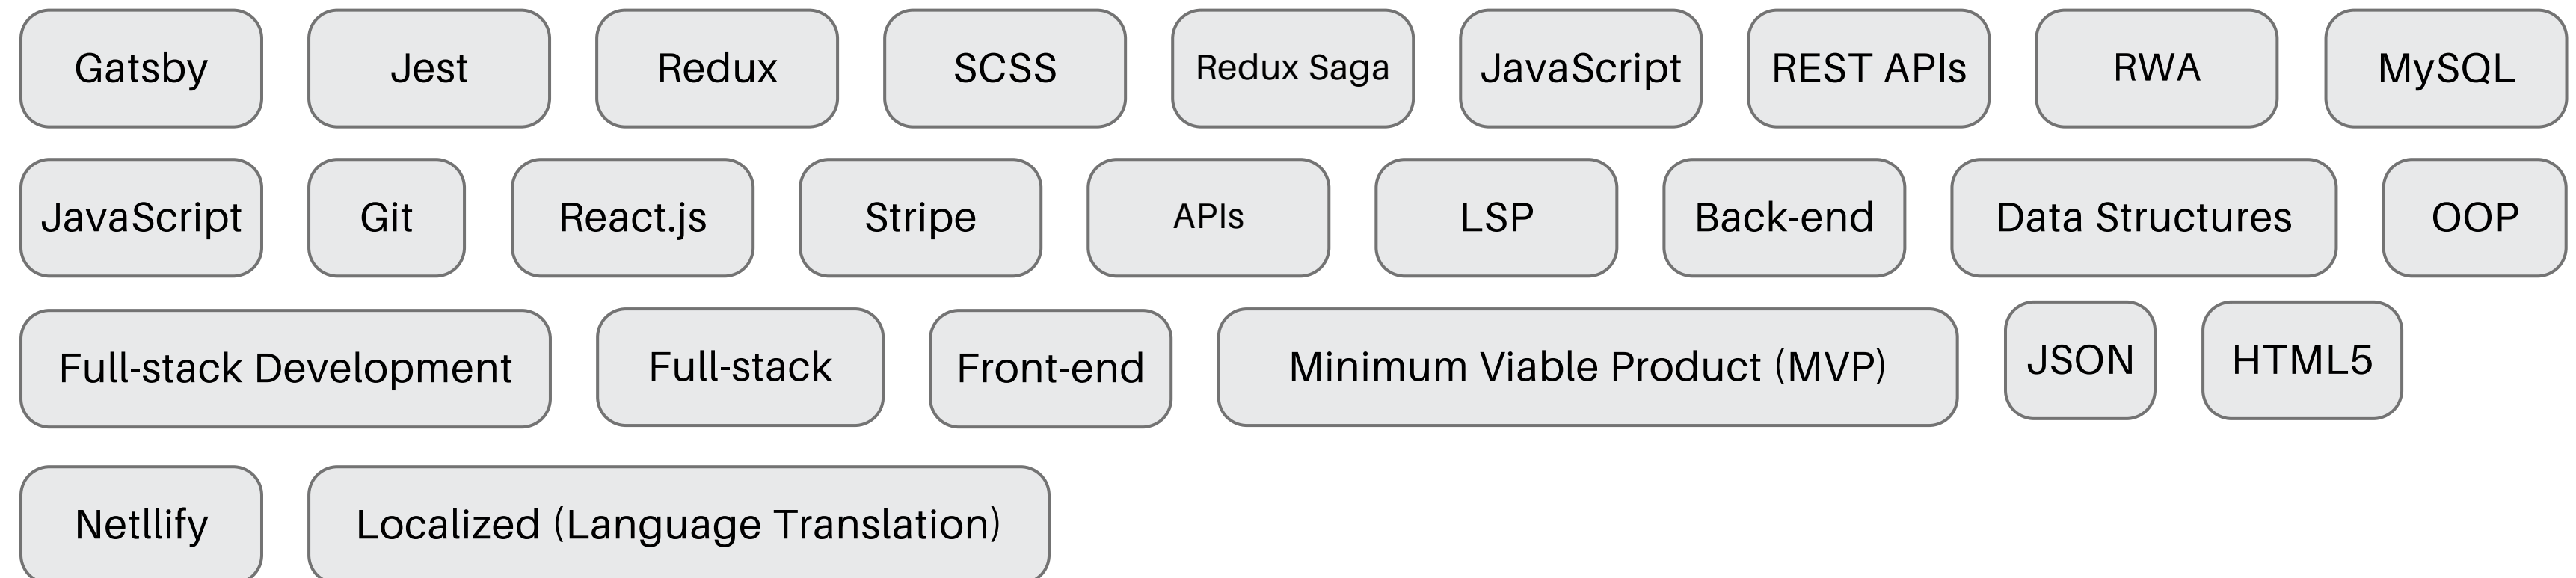 Gatsby Jest Redux SCSS Redux Saga JavaScript REST APIs RWA MySQL
JavaScript Git React.js Stripe APIs LSP Back-end Data Structures OOP
Full-stack Development Full-stack Front-end Minimum Viable Product (MVP) JSON HTML5
Netllify Localized (Language Translation)